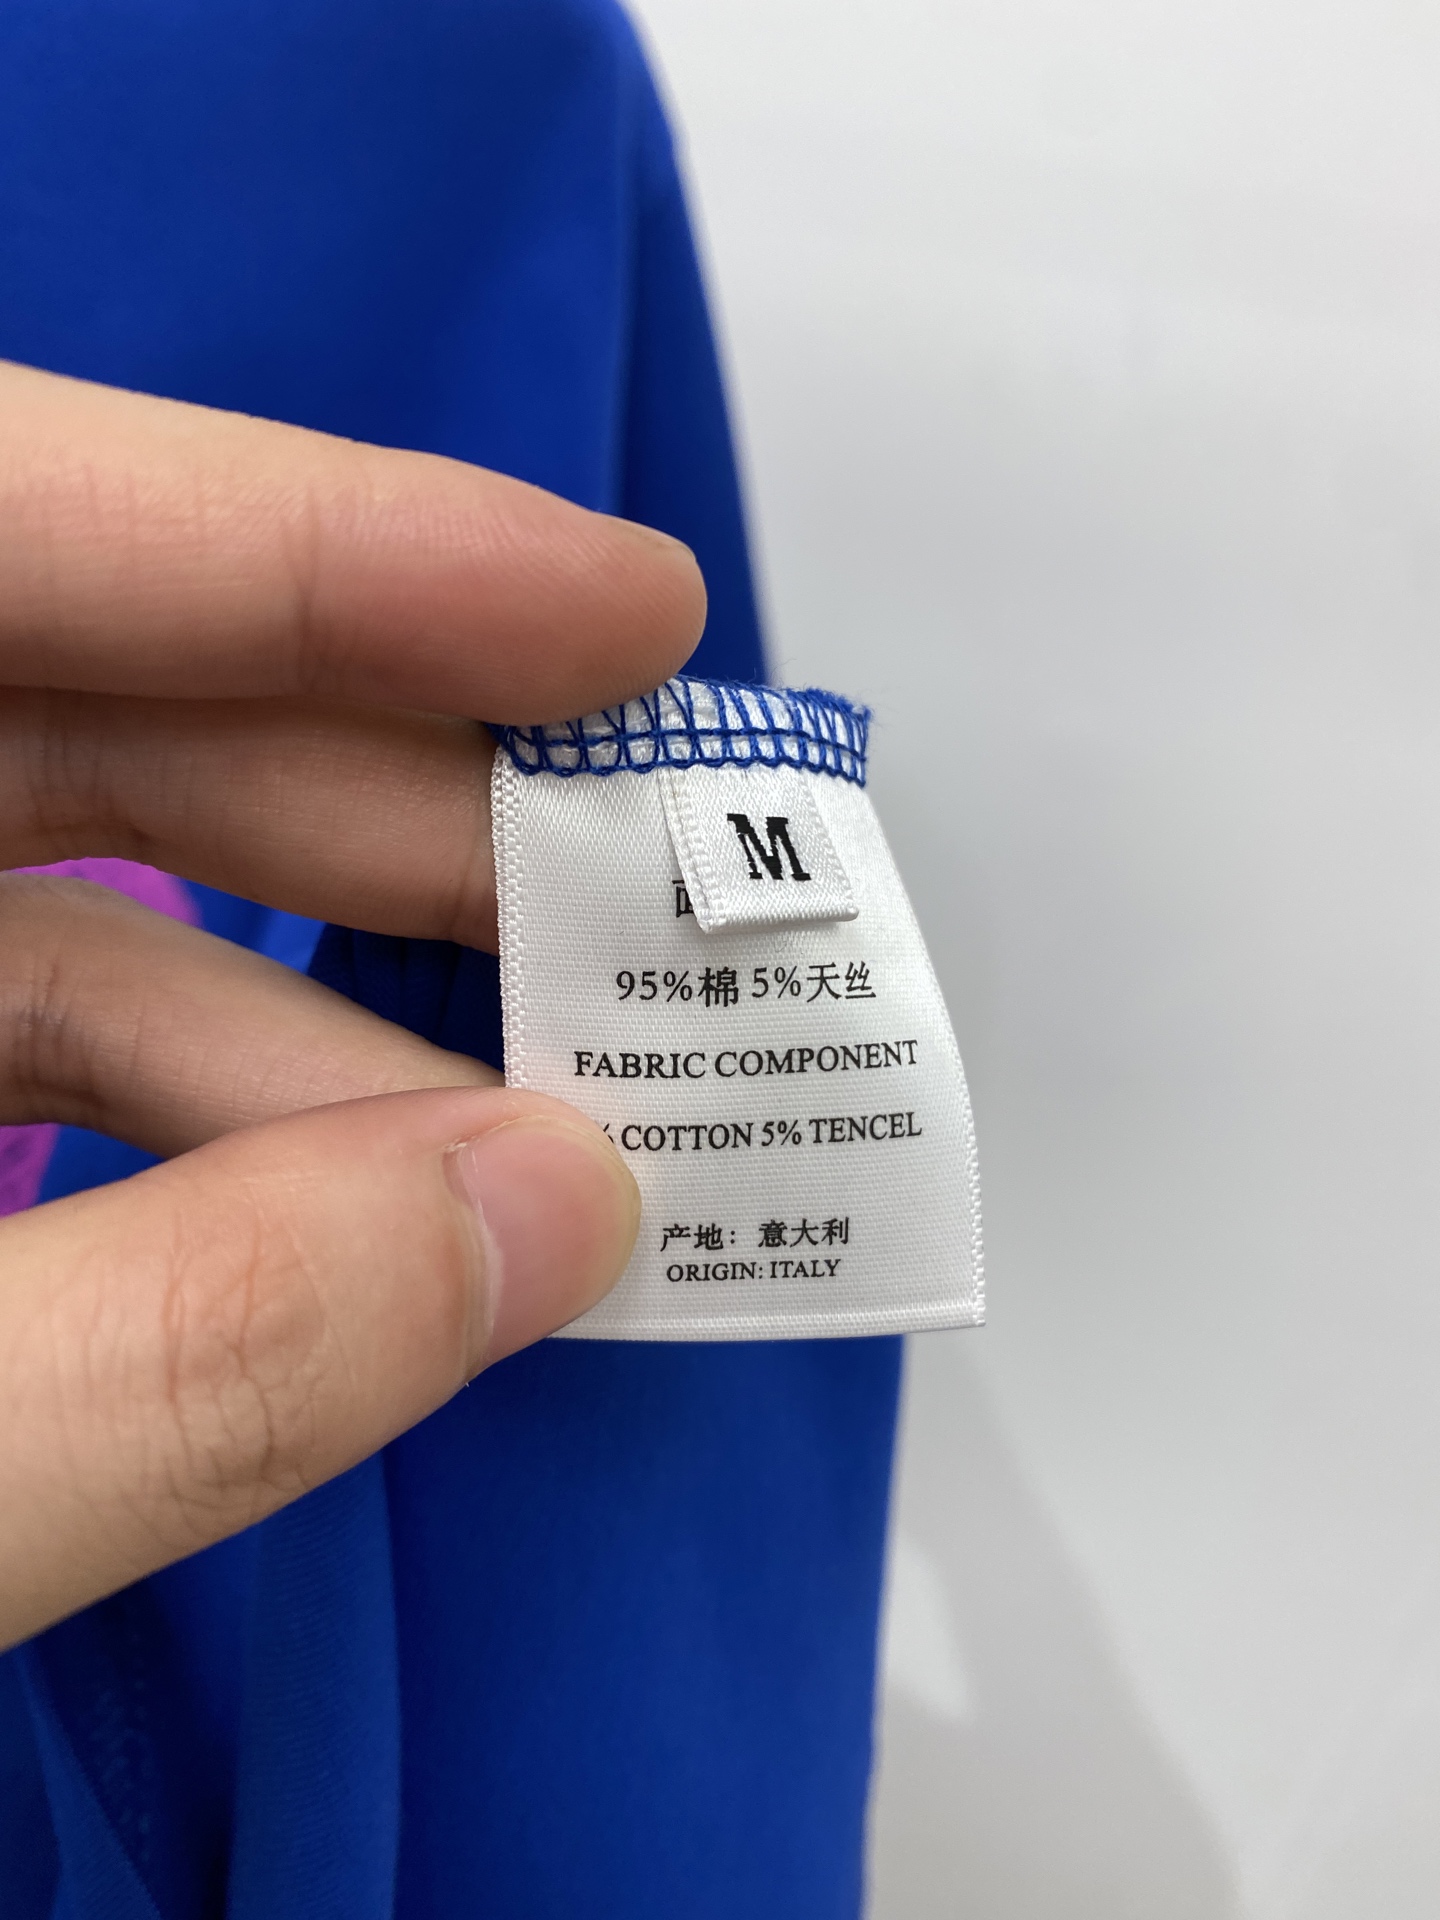 M
95%棉 5%天丝
FABRIC COMPONENT
% COTTON 5% TENCEL
产地：意大利
ORIGIN: ITALY